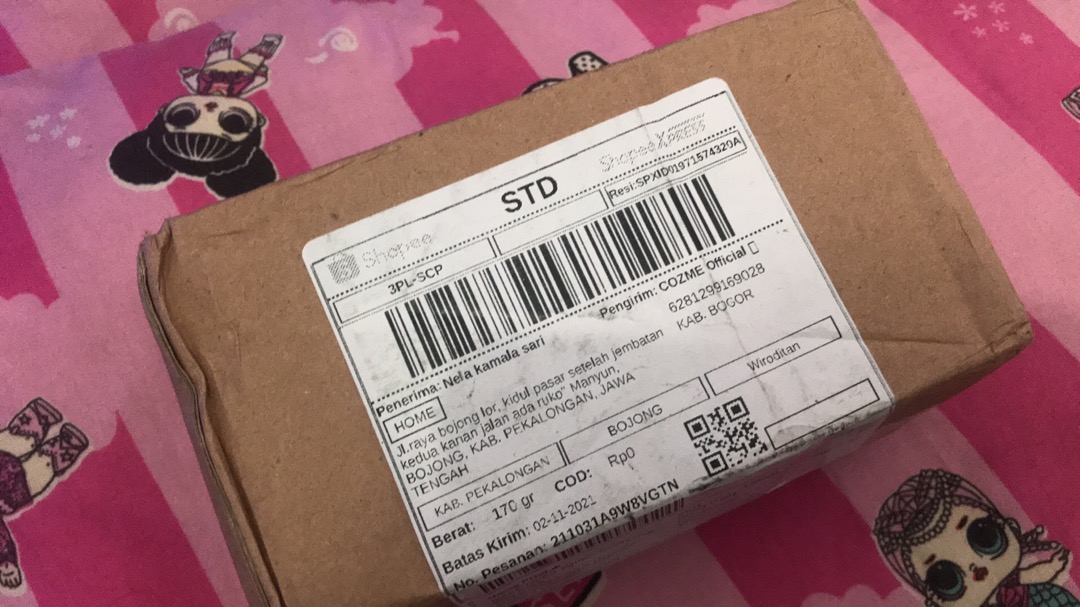 Shopee
STD
ShopeeXPRESS
3PL-SCP
Resi:SPXID01971574320A
Penerima: Nela kamala sari
Pengirim: COZME Official
HOME
6281299169028
KAB. BOGOR
Jl.raya bojong lor, kidul pasar setelah jembatan
kedua kanan jalan ada ruko" Manyun,
BOJONG, KAB. PEKALONGAN, JAWA
TENGAH
KAB. PEKALONGAN
BOJONG
Wiroditan
Berat: 170 gr
COD: Rp0
Batas Kirim: 02-11-2021
No. Pesanan: 211031A9W8VGTN